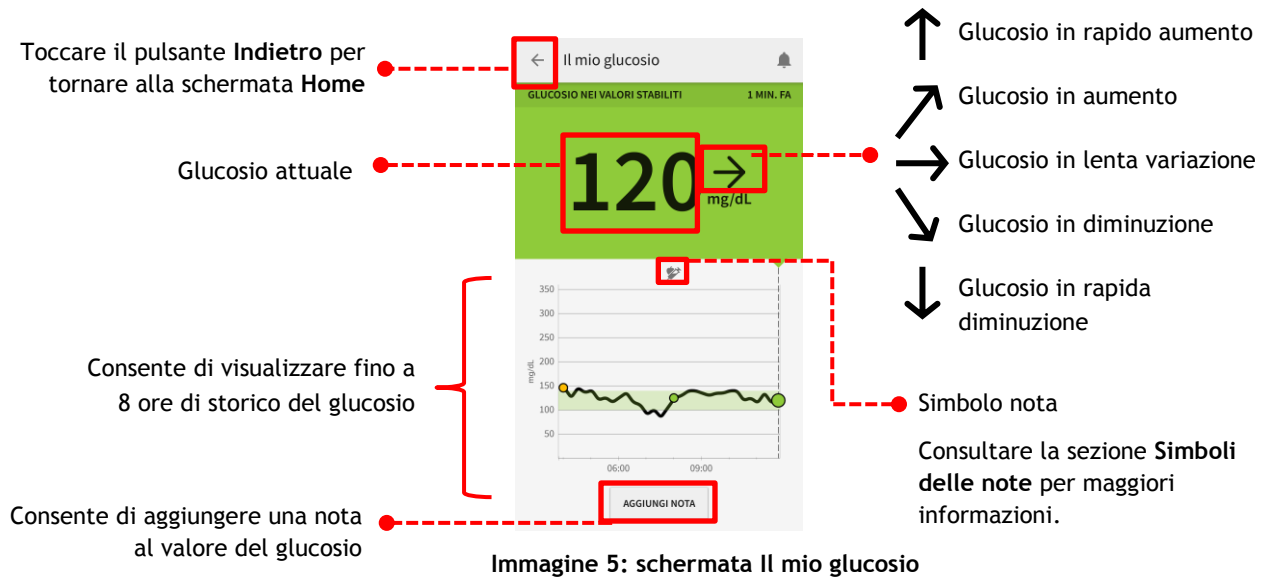 Toccare il pulsante Indietro per
tornare alla schermata Home
Glucosio attuale
Consente di visualizzare fino a
8 ore di storico del glucosio
Consente di aggiungere una nota
al valore del glucosio
Il mio glucosio
GLUCOSIO NEI VALORI STABILITI 1 MIN. FA
120
mg/dL
350
300
250
200
150
100
50
mg/dL
06:00 09:00
AGGIUNGI NOTA
Glucosio in rapido aumento
Glucosio in aumento
Glucosio in lenta variazione
Glucosio in diminuzione
Glucosio in rapida
diminuzione
Simbolo nota
Consultare la sezione Simboli
delle note per maggiori
informazioni.
Immagine 5: schermata Il mio glucosio